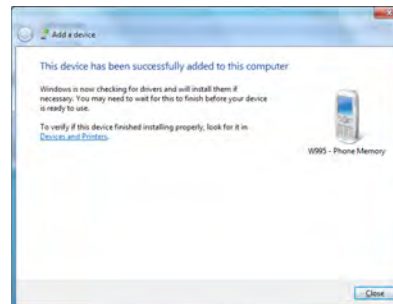 Add a device
This device has been successfully added to this computer
Windows is now checking for drivers and will install them if
necessary. You may need to wait for this to finish before your device
is ready to use.
To verify if this device finished installing properly, look for it in
Devices and Printers.
W995 - Phone Memory
Close